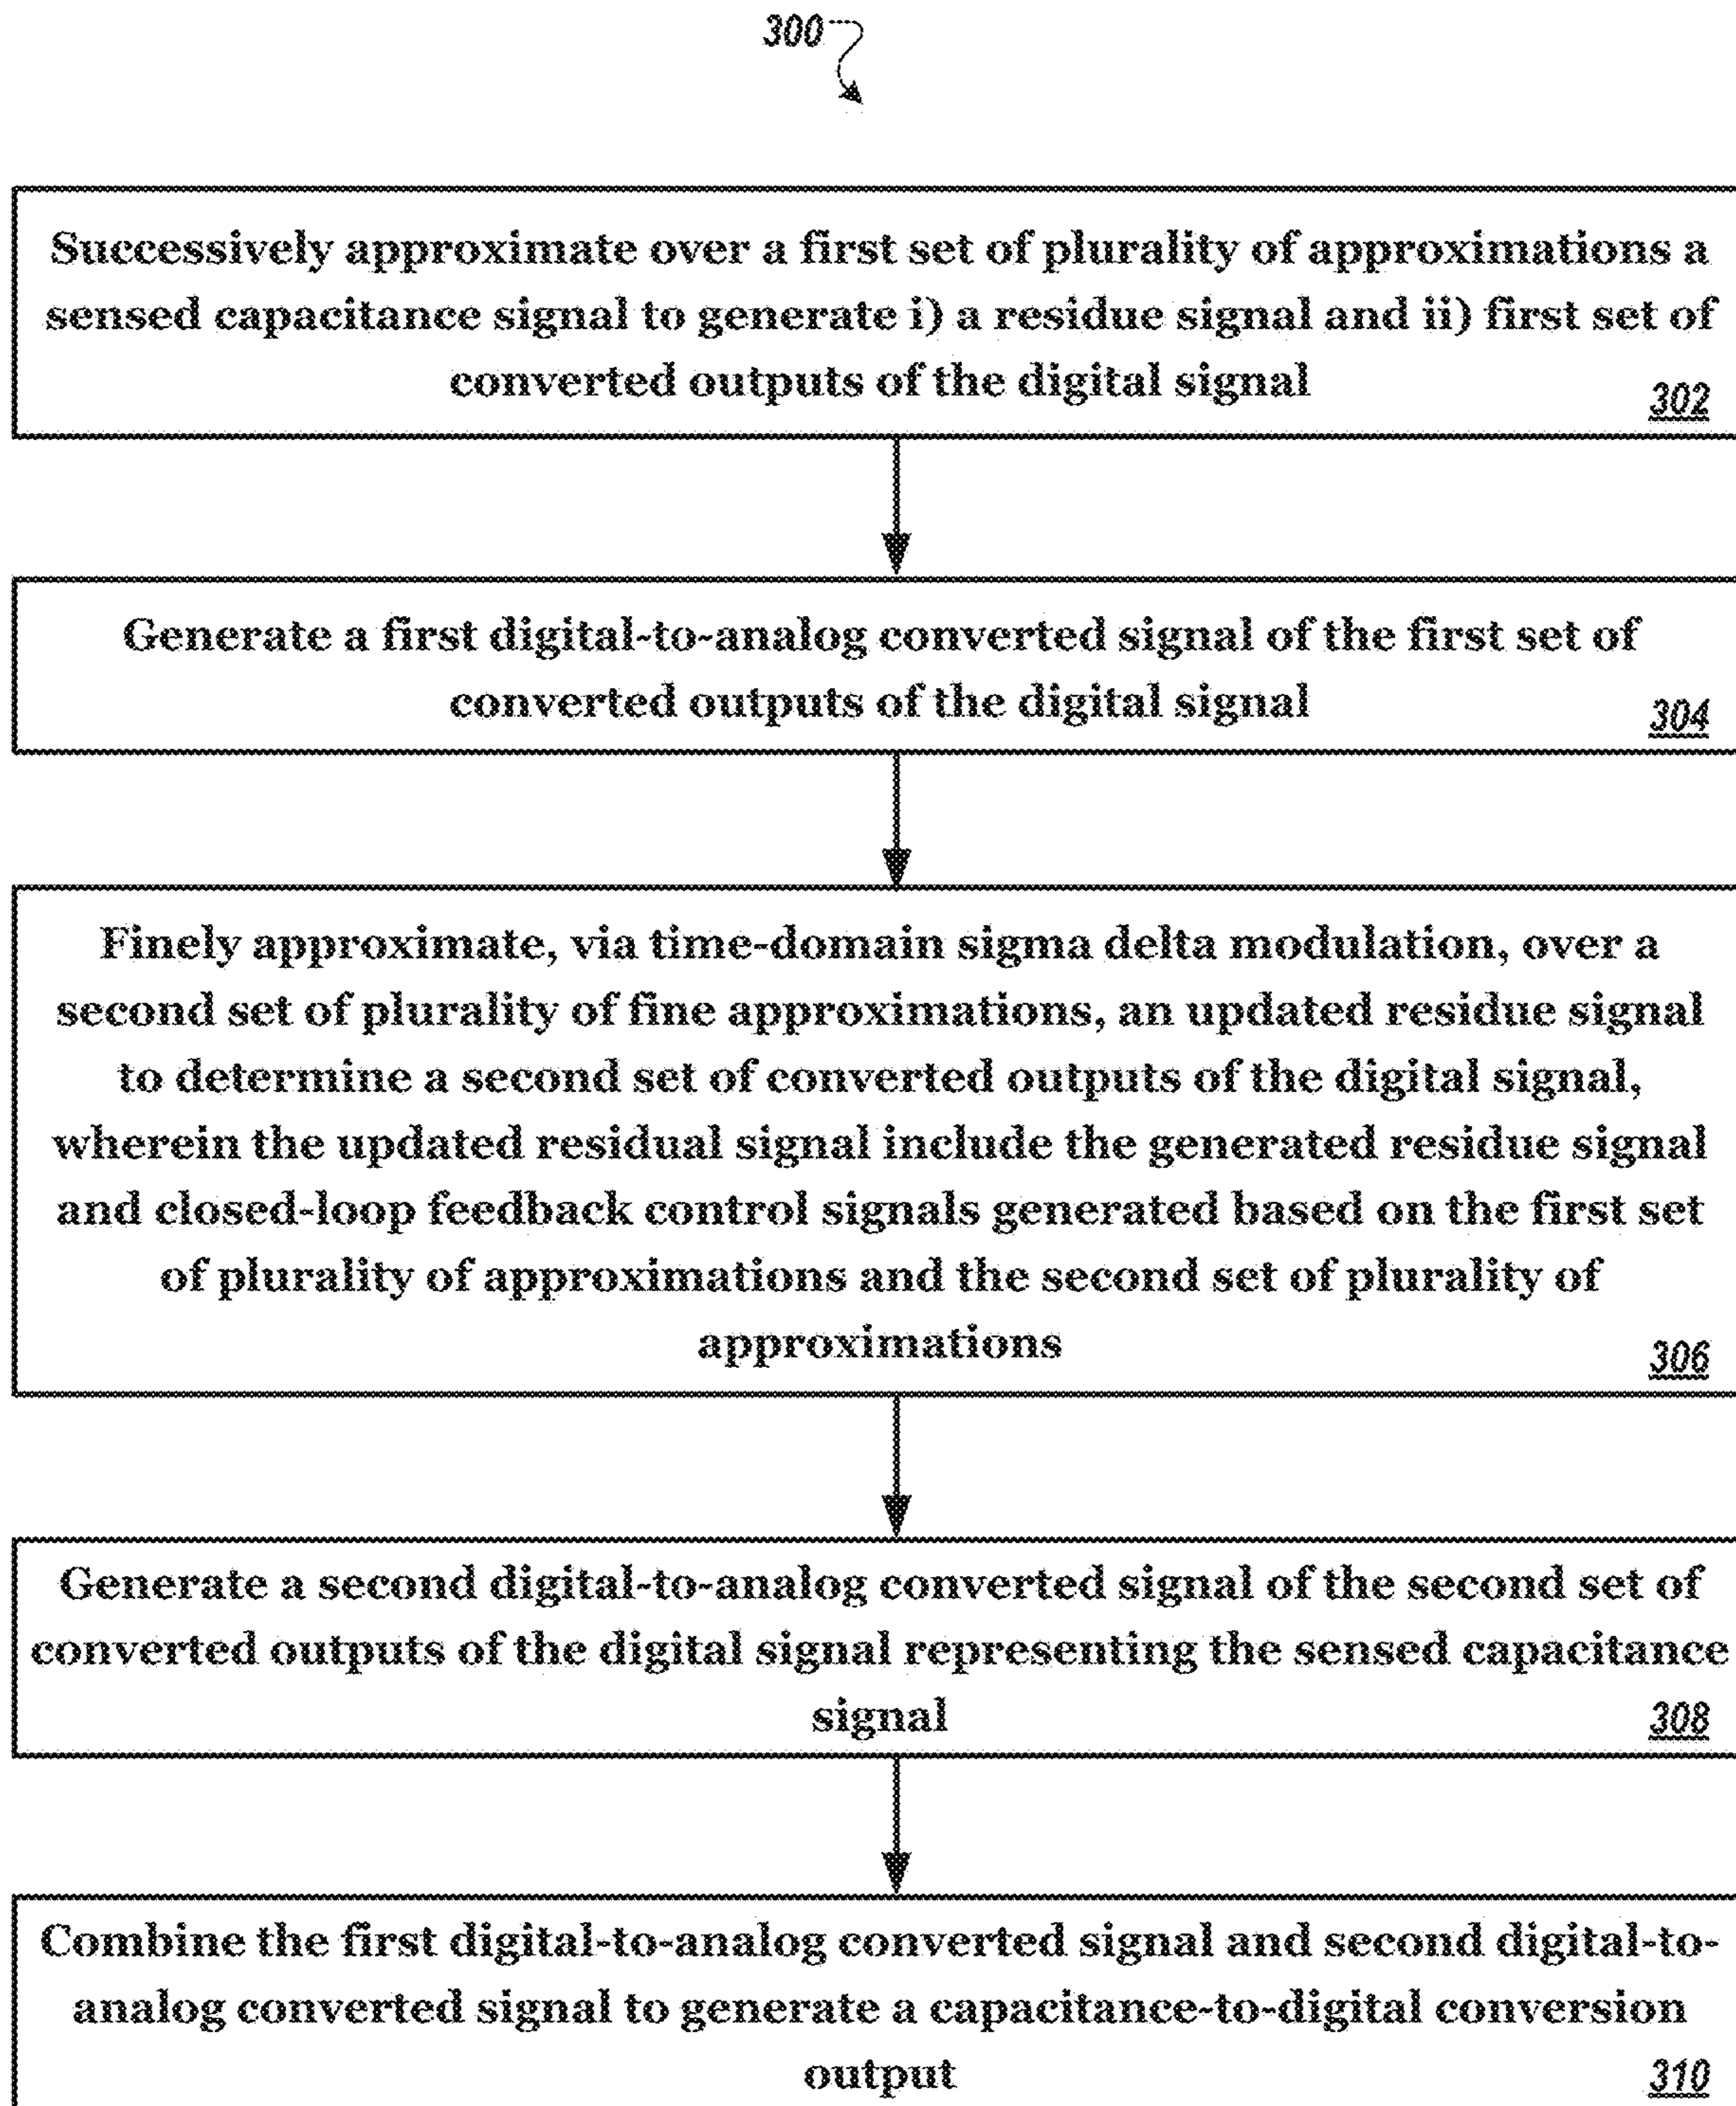 300
Successively approximate over a first set of plurality of approximations a
sensed capacitance signal to generate i) a residue signal and ii) first set of
converted outputs of the digital signal
302
Generate a first digital-to-analog converted signal of the first set of
converted outputs of the digital signal
304
Finely approximate, via time-domain sigma delta modulation, over a
second set of plurality of fine approximations, an updated residue signal
to determine a second set of converted outputs of the digital signal,
wherein the updated residual signal include the generated residue signal
and closed-loop feedback control signals generated based on the first set
of plurality of approximations and the second set of plurality of
approximations
306
Generate a second digital-to-analog converted signal of the second set of
converted outputs of the digital signal representing the sensed capacitance
signal
308
Combine the first digital-to-analog converted signal and second digital-to-
analog converted signal to generate a capacitance-to-digital conversion
output
310